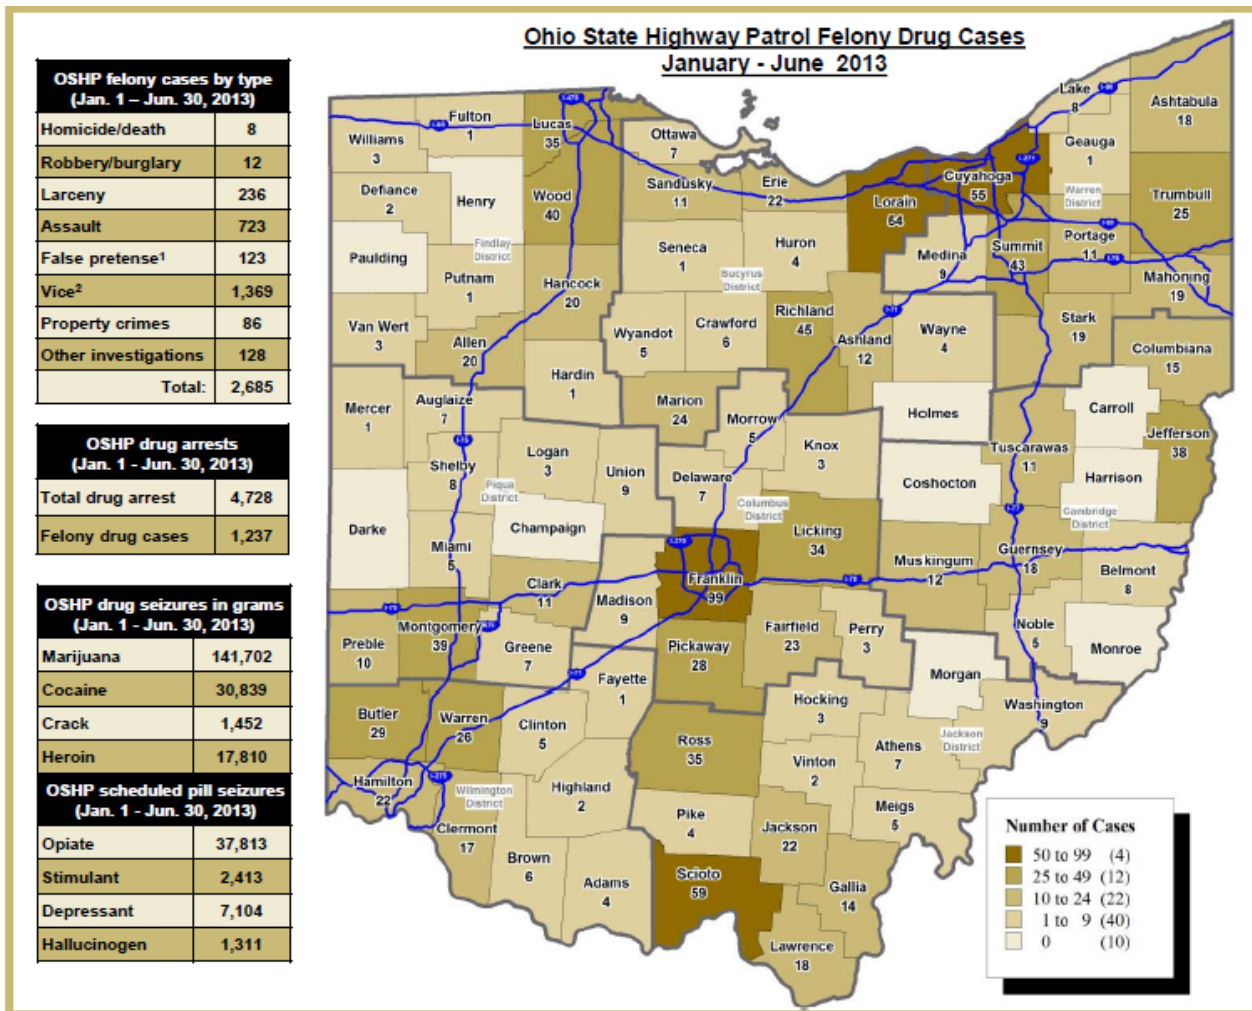 Ohio State Highway Patrol Felony Drug Cases
January - June 2013
OSHP felony cases by type
(Jan. 1 – Jun. 30, 2013)
Homicide/death 8
Robbery/burglary 12
Larceny 236
Assault 723
False pretense¹ 123
Vice² 1,369
Property crimes 86
Other investigations 128
Total: 2,685
OSHP drug arrests
(Jan. 1 - Jun. 30, 2013)
Total drug arrest 4,728
Felony drug cases 1,237
OSHP drug seizures in grams
(Jan. 1 - Jun. 30, 2013)
Marijuana 141,702
Cocaine 30,839
Crack 1,452
Heroin 17,810
OSHP scheduled pill seizures
(Jan. 1 - Jun. 30, 2013)
Opiate 37,813
Stimulant 2,413
Depressant 7,104
Hallucinogen 1,311
Williams
3
Fulton
1
Lucas
35
Ottawa
7
Lake
8
Ashtabula
18
Geauga
1
Cuyahoga
55
Defiance
2
Henry
Wood
40
Sandusky
11
Erie
22
Lorain
54
Warren
District
Trumbull
25
Paulding
Findlay
District
Seneca
1
Huron
4
Bucyrus
District
Medina
9
Summit
43
Portage
11
Mahoning
19
Putnam
1
Hancock
20
Van Wert
3
Allen
20
Wyandot
5
Crawford
6
Richland
45
Ashland
12
Wayne
4
Stark
19
Columbiana
15
Hardin
1
Mercer
1
Auglaize
7
Marion
24
Morrow
5
Holmes
Carroll
Jefferson
38
Tuscarawas
11
Logan
3
Shelby
8
Union
9
Delaware
7
Knox
3
Coshocton
Harrison
Piqua
District
Columbus
District
Cambridge
District
Darke
Champaign
Miami
5
Licking
34
Muskingum
12
Guernsey
18
Belmont
8
Clark
11
Franklin
99
Madison
9
Preble
10
Montgomery
39
Greene
7
Pickaway
28
Fairfield
23
Perry
3
Noble
5
Monroe
Morgan
Fayette
1
Washington
9
Butler
29
Warren
26
Clinton
5
Hocking
3
Ross
35
Athens
7
Jackson
District
Vinton
2
Hamilton
22
Wilmington
District
Highland
2
Clermont
17
Pike
4
Jackson
22
Meigs
5
Brown
6
Adams
4
Scioto
59
Gallia
14
Lawrence
18
I-75
I-71
I-77
I-70
I-275
I-270
I-271
Number of Cases
50 to 99 (4)
25 to 49 (12)
10 to 24 (22)
1 to 9 (40)
0 (10)